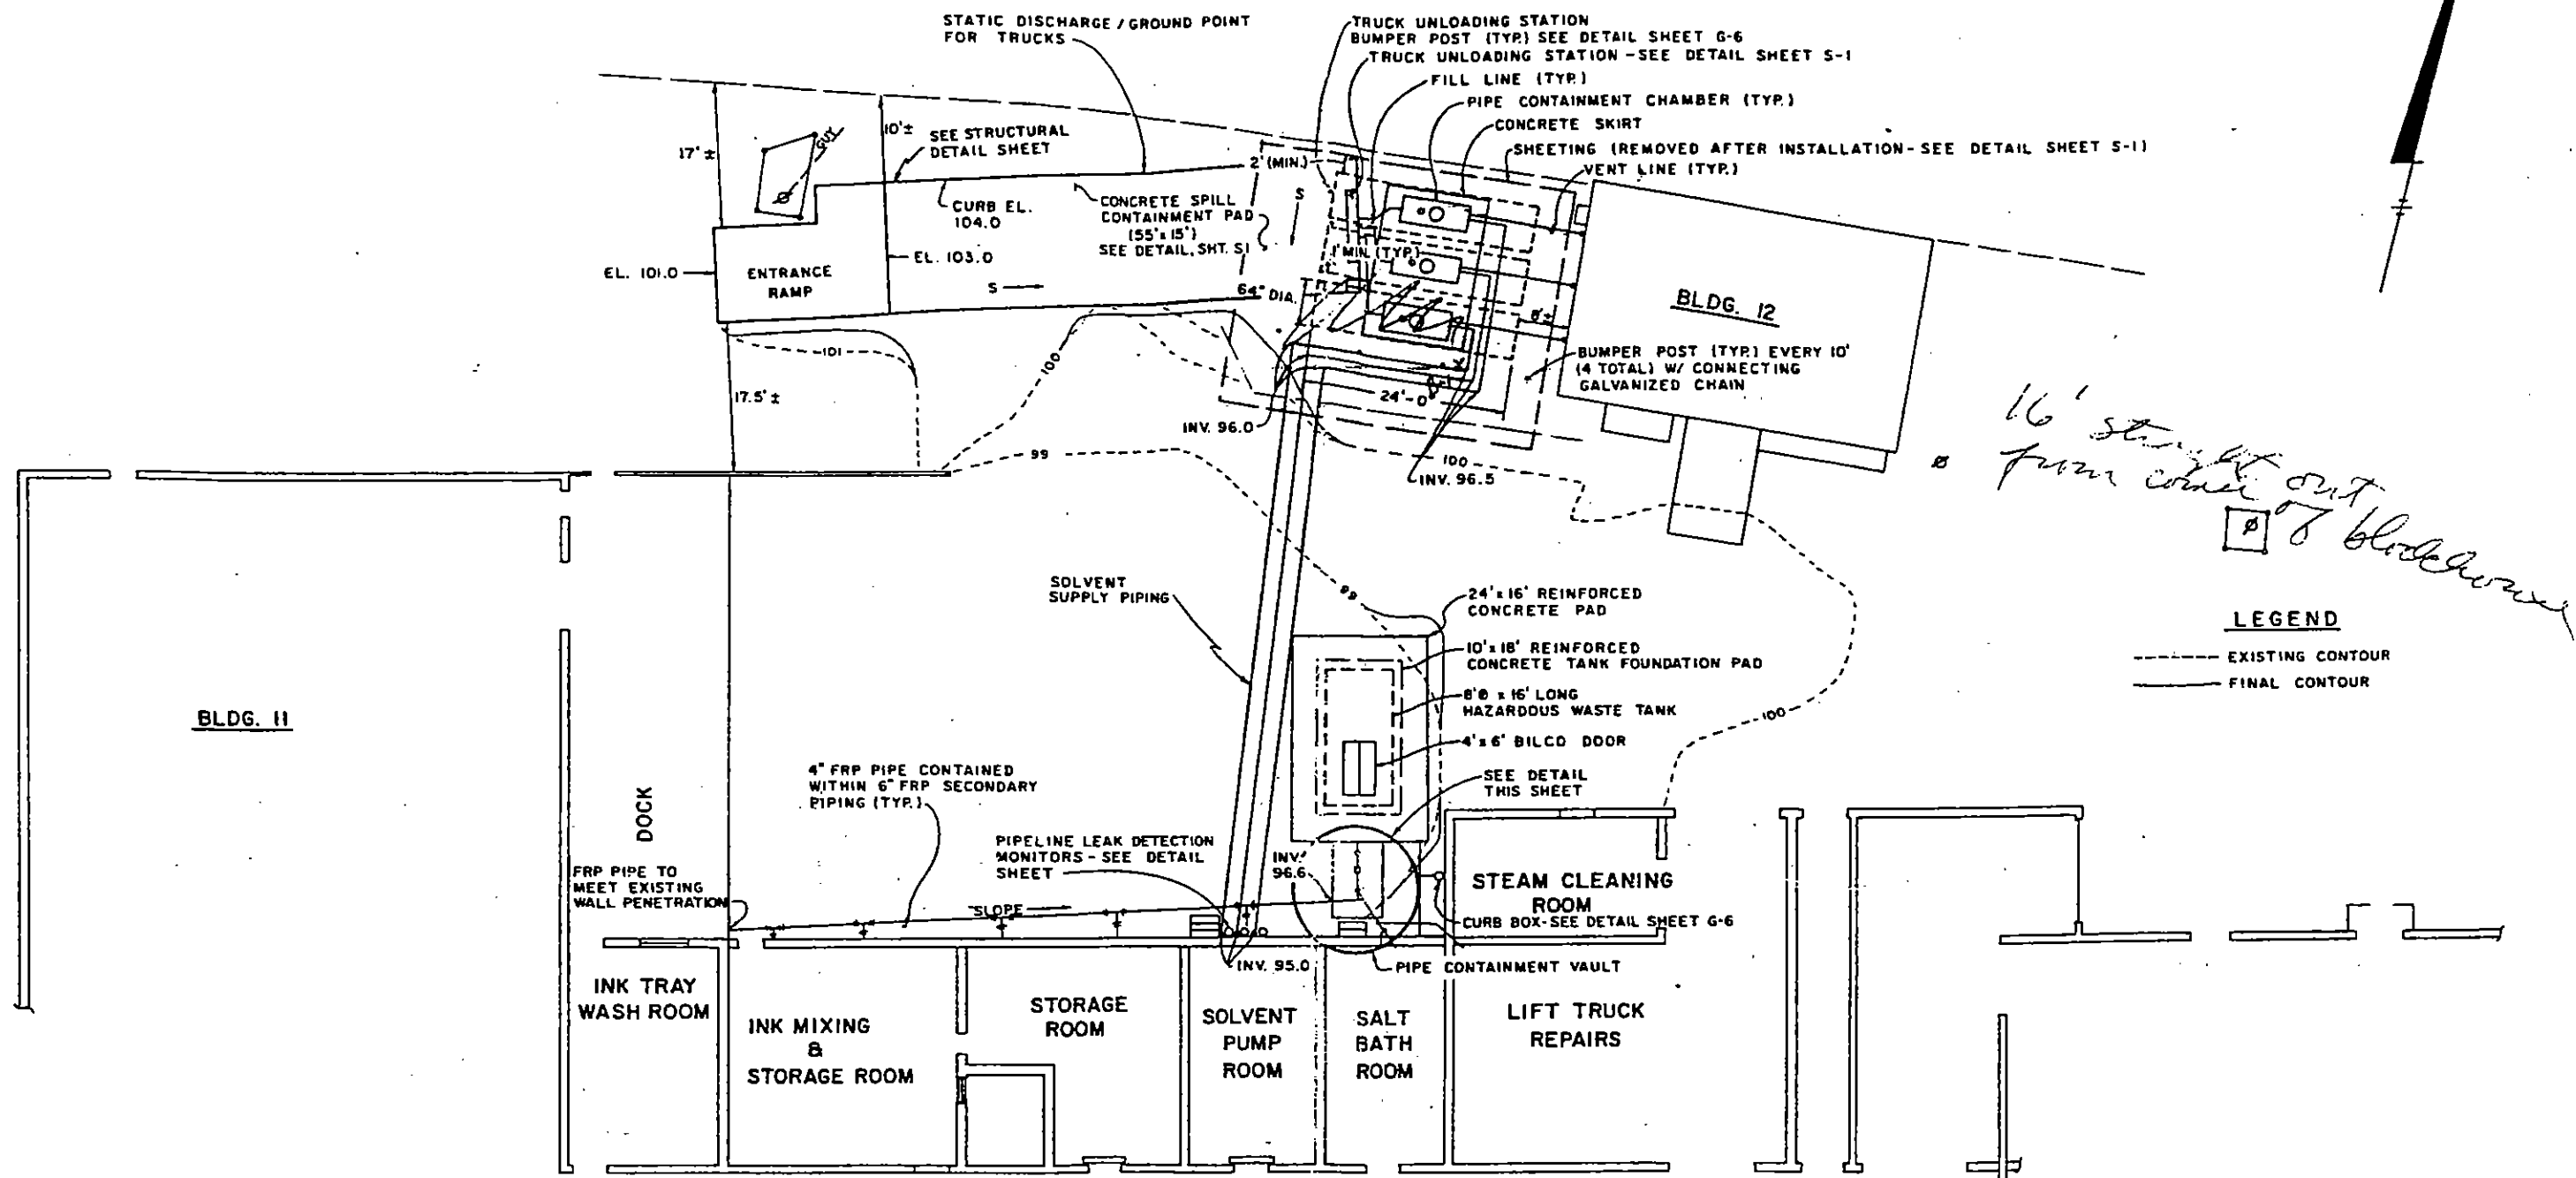 STATIC DISCHARGE / GROUND POINT
FOR TRUCKS
TRUCK UNLOADING STATION
BUMPER POST (TYP.) SEE DETAIL SHEET G-6
TRUCK UNLOADING STATION - SEE DETAIL SHEET S-1
FILL LINE (TYP.)
PIPE CONTAINMENT CHAMBER (TYP.)
CONCRETE SKIRT
SHEETING (REMOVED AFTER INSTALLATION - SEE DETAIL SHEET S-1)
VENT LINE (TYP.)
17' ±
GUY
10' ±
SEE STRUCTURAL
DETAIL SHEET
2' (MIN.)
S
CURB EL.
104.0
CONCRETE SPILL
CONTAINMENT PAD
(55' x 15')
SEE DETAIL, SHT. S1
1' MIN. (TYP.)
EL. 101.0
ENTRANCE
RAMP
EL. 103.0
S
64" DIA.
BLDG. 12
8' ±
101
100
BUMPER POST (TYP.) EVERY 10'
(4 TOTAL) W/ CONNECTING
GALVANIZED CHAIN
17.5' ±
24'-0"
INV. 96.0
99
100
INV. 96.5
16' straight out
from corner of blockhouse
SOLVENT
SUPPLY PIPING
99
24' x 16' REINFORCED
CONCRETE PAD
10' x 18' REINFORCED
CONCRETE TANK FOUNDATION PAD
8'Ø x 16' LONG
HAZARDOUS WASTE TANK
4' x 6' BILCO DOOR
SEE DETAIL
THIS SHEET
100
LEGEND
EXISTING CONTOUR
FINAL CONTOUR
BLDG. 11
DOCK
4" FRP PIPE CONTAINED
WITHIN 6" FRP SECONDARY
PIPING (TYP.)
PIPELINE LEAK DETECTION
MONITORS - SEE DETAIL
SHEET
FRP PIPE TO
MEET EXISTING
WALL PENETRATION
SLOPE
INV.
96.6
STEAM CLEANING
ROOM
CURB BOX - SEE DETAIL SHEET G-6
INV. 95.0
PIPE CONTAINMENT VAULT
INK TRAY
WASH ROOM
INK MIXING
&
STORAGE ROOM
STORAGE
ROOM
SOLVENT
PUMP
ROOM
SALT
BATH
ROOM
LIFT TRUCK
REPAIRS